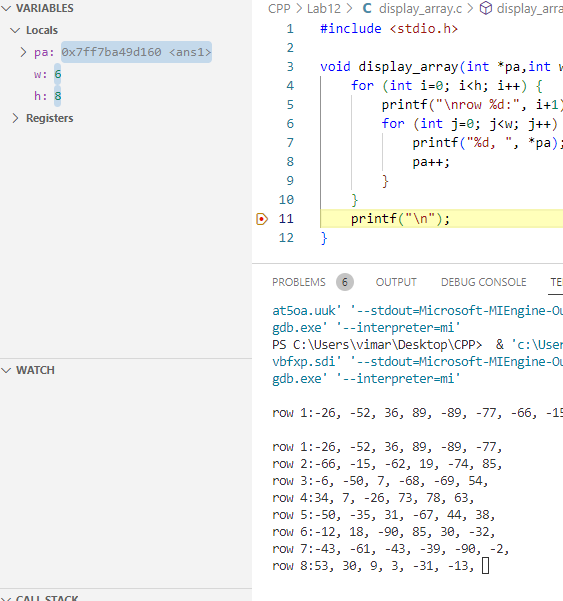 VARIABLES
Locals
pa: 0x7ff7ba49d160 <ans1>
w: 6
h: 8
Registers
WATCH
CALL STACK
CPP > Lab12 > C display_array.c > display_arra
1 #include <stdio.h>
2
3 void display_array(int *pa,int w
4 for (int i=0; i<h; i++) {
5 printf("\nrow %d:", i+1)
6 for (int j=0; j<w; j++)
7 printf("%d, ", *pa);
8 pa++;
9 }
10 }
11 printf("\n");
12 }
PROBLEMS 6 OUTPUT DEBUG CONSOLE TE
at5oa.uuk' '--stdout=Microsoft-MIEngine-Ou
gdb.exe' '--interpreter=mi'
PS C:\Users\vimar\Desktop\CPP> & 'c:\User
vbfxp.sdi' '--stdout=Microsoft-MIEngine-Ou
gdb.exe' '--interpreter=mi'
row 1:-26, -52, 36, 89, -89, -77, -66, -15
row 1:-26, -52, 36, 89, -89, -77,
row 2:-66, -15, -62, 19, -74, 85,
row 3:-6, -50, 7, -68, -69, 54,
row 4:34, 7, -26, 73, 78, 63,
row 5:-50, -35, 31, -67, 44, 38,
row 6:-12, 18, -90, 85, 30, -32,
row 7:-43, -61, -43, -39, -90, -2,
row 8:53, 30, 9, 3, -31, -13,